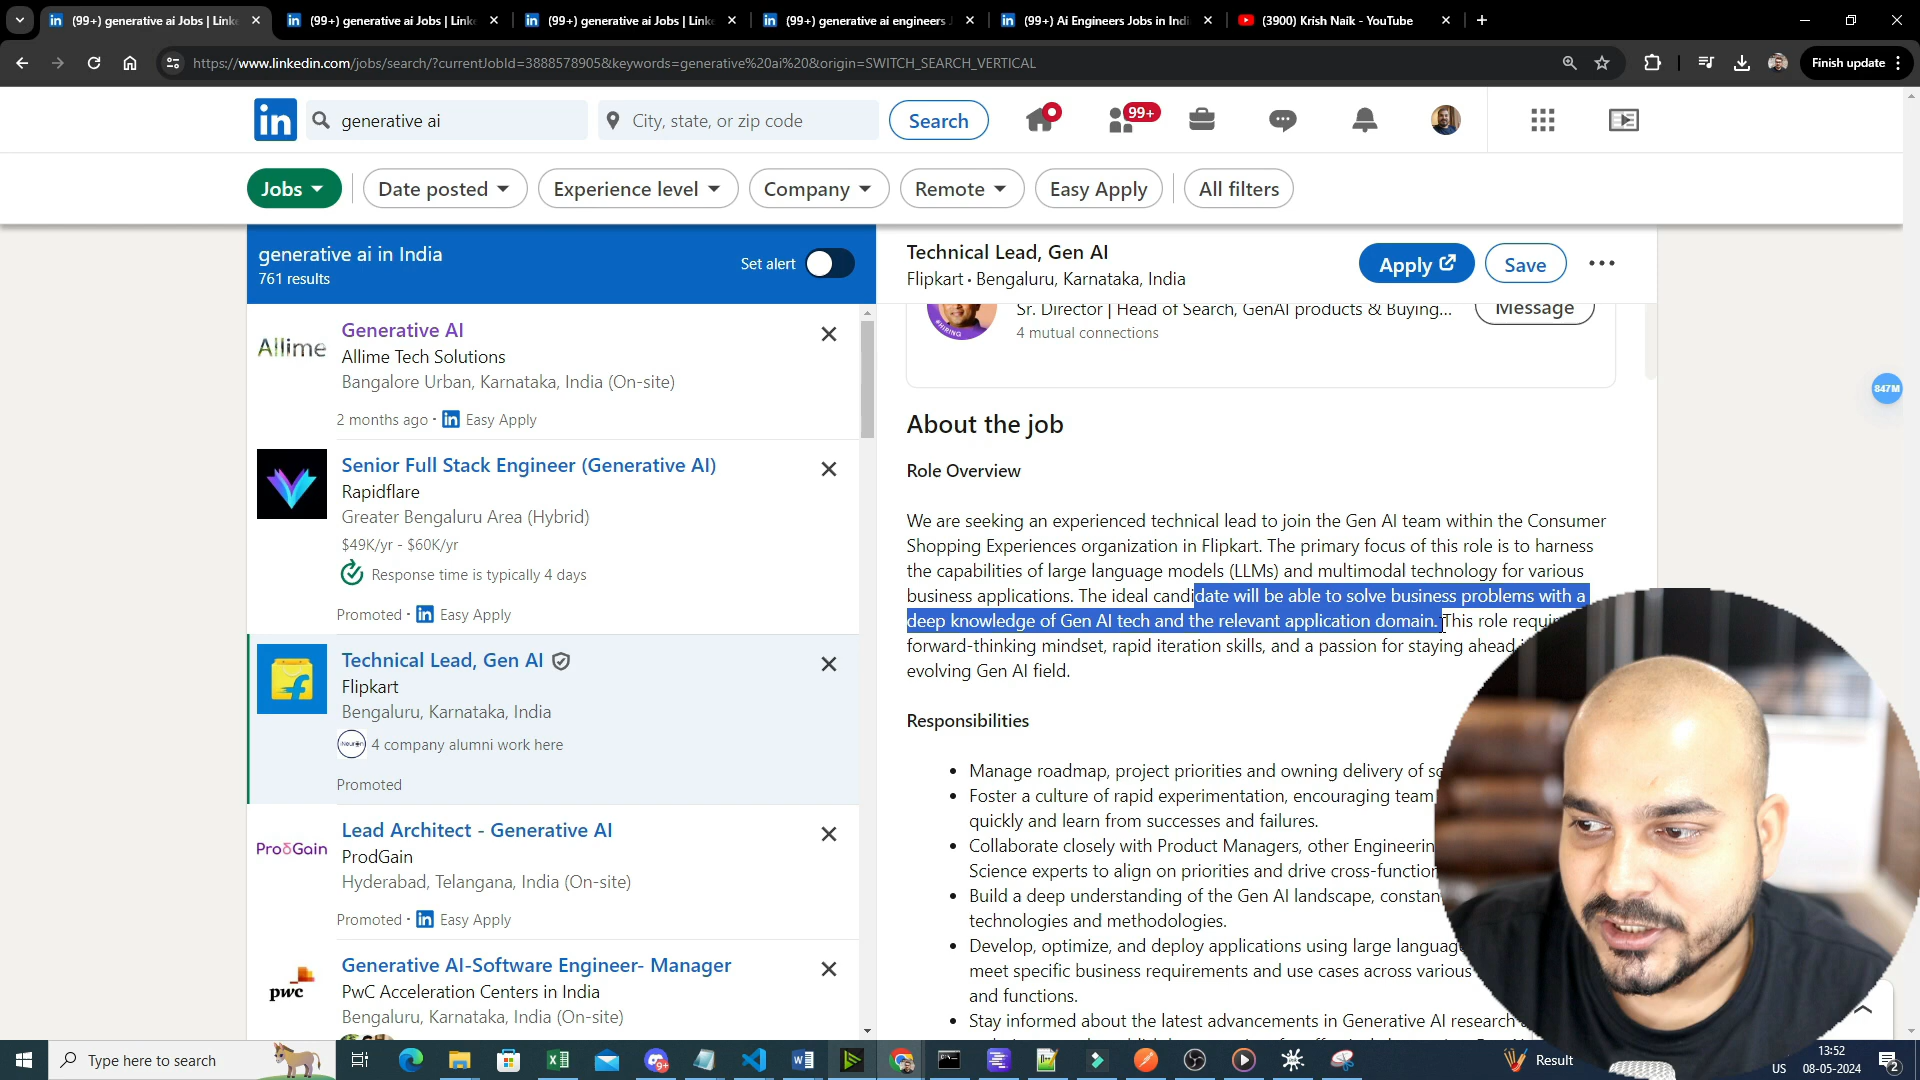 (99+) generative ai Jobs | Linke
(99+) generative ai Jobs | Linke
(99+) generative ai Jobs | Linke
(99+) generative ai engineers J
(99+) Ai Engineers Jobs in Indi
(3900) Krish Naik - YouTube
https://www.linkedin.com/jobs/search/?currentJobId=3888578905&keywords=generative%20ai%20&origin=SWITCH_SEARCH_VERTICAL
Finish update
in
generative ai
City, state, or zip code
Search
99+
Jobs
Date posted
Experience level
Company
Remote
Easy Apply
All filters
generative ai in India
761 results
Set alert
Generative AI
Allime
Allime Tech Solutions
Bangalore Urban, Karnataka, India (On-site)
2 months ago · in Easy Apply
Senior Full Stack Engineer (Generative AI)
Rapidflare
Greater Bengaluru Area (Hybrid)
$49K/yr - $60K/yr
Response time is typically 4 days
Promoted · in Easy Apply
Technical Lead, Gen AI
Flipkart
Bengaluru, Karnataka, India
4 company alumni work here
Promoted
Lead Architect - Generative AI
ProdGain
Hyderabad, Telangana, India (On-site)
Promoted · in Easy Apply
Generative AI-Software Engineer- Manager
pwc
PwC Acceleration Centers in India
Bengaluru, Karnataka, India (On-site)
Technical Lead, Gen AI
Flipkart · Bengaluru, Karnataka, India
Apply
Save
#HIRING
Sr. Director | Head of Search, GenAI products & Buying...
Message
4 mutual connections
About the job
Role Overview
We are seeking an experienced technical lead to join the Gen AI team within the Consumer
Shopping Experiences organization in Flipkart. The primary focus of this role is to harness
the capabilities of large language models (LLMs) and multimodal technology for various
business applications. The ideal candidate will be able to solve business problems with a
deep knowledge of Gen AI tech and the relevant application domain. This role requi
forward-thinking mindset, rapid iteration skills, and a passion for staying ahead
evolving Gen AI field.
Responsibilities
• Manage roadmap, project priorities and owning delivery of
• Foster a culture of rapid experimentation, encouraging team
quickly and learn from successes and failures.
• Collaborate closely with Product Managers, other Engineerin
Science experts to align on priorities and drive cross-function
• Build a deep understanding of the Gen AI landscape, constan
technologies and methodologies.
• Develop, optimize, and deploy applications using large languag
meet specific business requirements and use cases across various
and functions.
• Stay informed about the latest advancements in Generative AI research
847M
Type here to search
9+
Result
US
13:52
08-05-2024
2